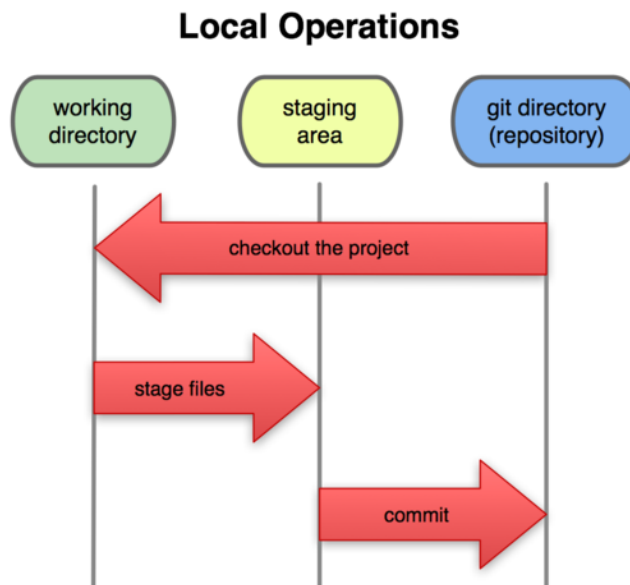 Local Operations
working
directory
staging
area
git directory
(repository)
checkout the project
stage files
commit